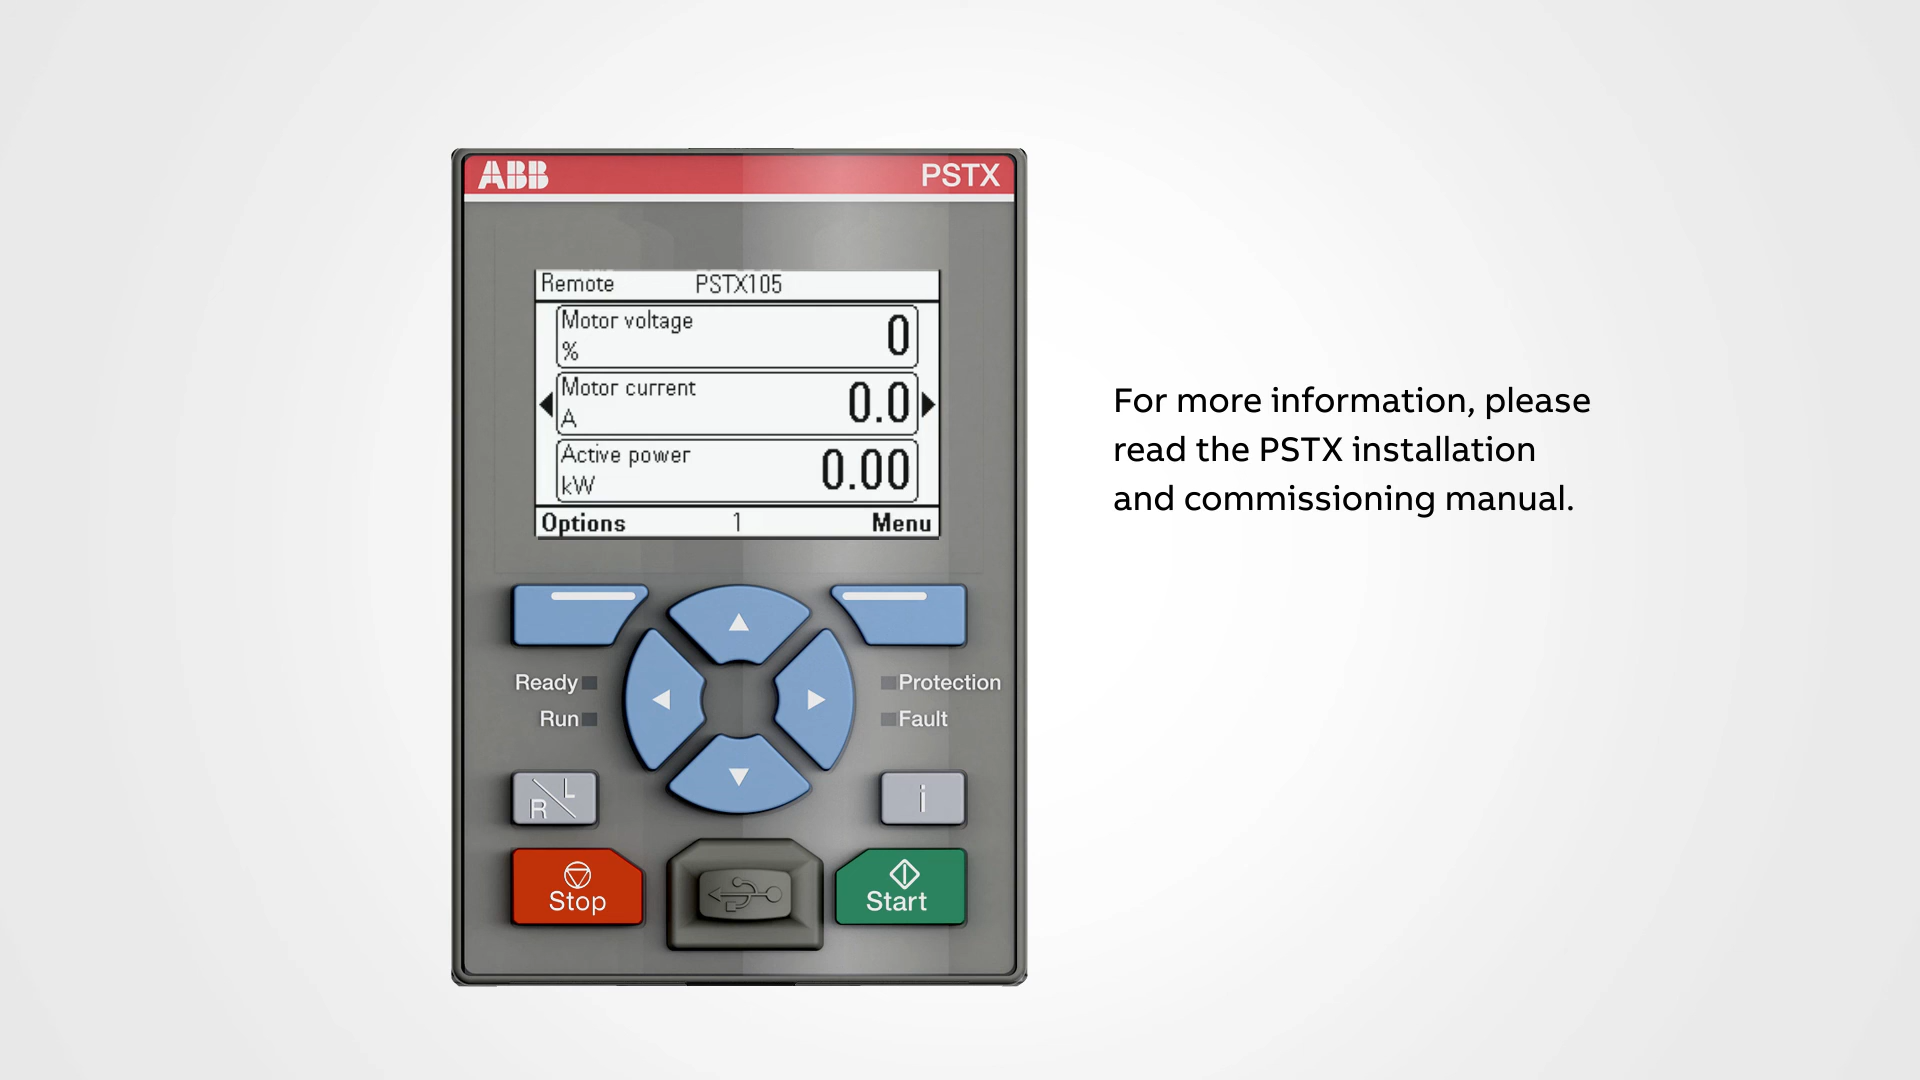 ABB
PSTX
Remote PSTX105
Motor voltage
%
0
Motor current
A
0.0
Active power
kW
0.00
Options 1 Menu
For more information, please
read the PSTX installation
and commissioning manual.
Ready
Protection
Run
Fault
R L
i
Stop
Start